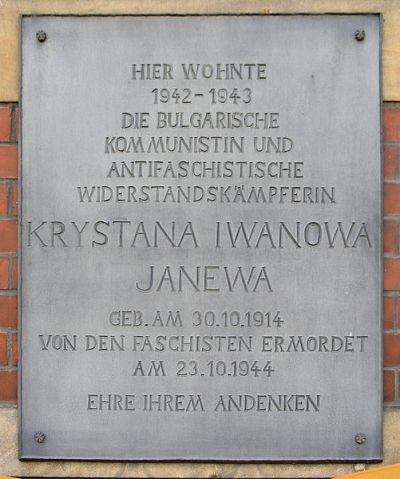 HIER WOHNTE
1942-1943
DIE BULGARISCHE
KOMMUNISTIN UND
ANTIFASCHISTISCHE
WIDERSTANDSKÄMPFERIN
KRYSTANA IWANOWA
JANEWA
GEB. AM 30.10.1914
VON DEN FASCHISTEN ERMORDET
AM 23.10.1944
EHRE IHREM ANDENKEN